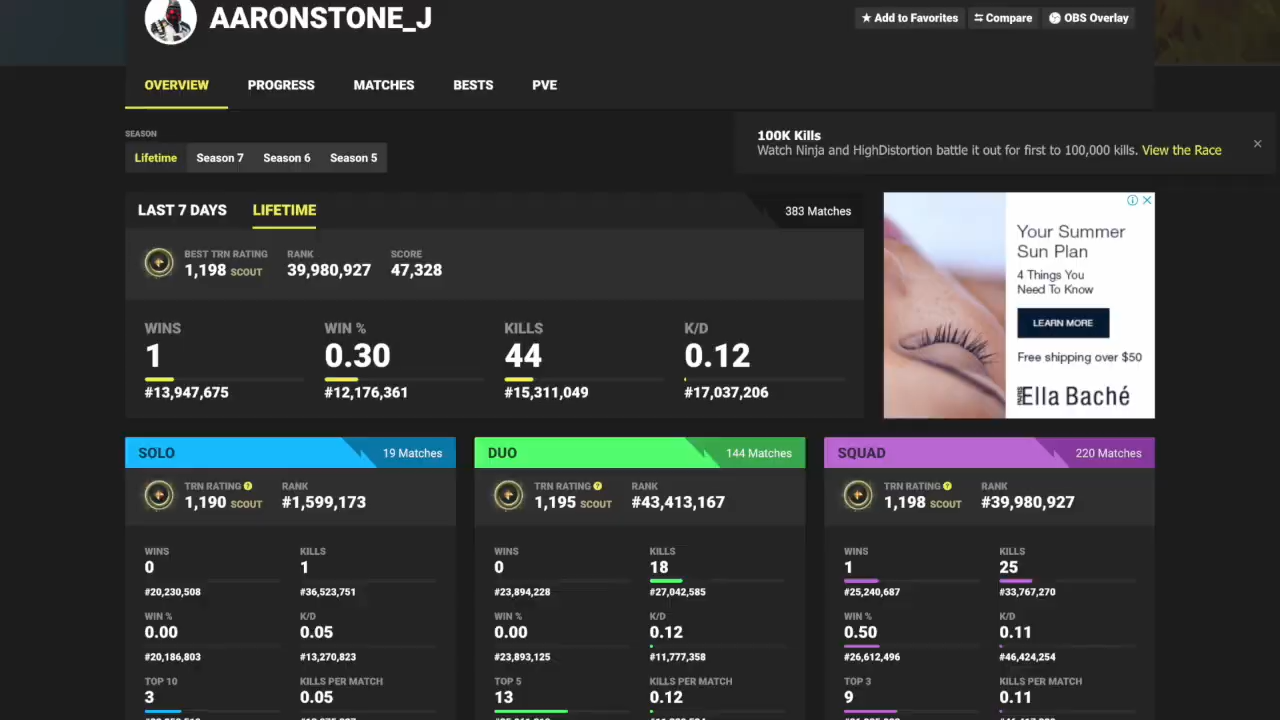 AARONSTONE_J
Add to Favorites
Compare
OBS Overlay
OVERVIEW PROGRESS MATCHES BESTS PVE
SEASON
Lifetime Season 7 Season 6 Season 5
100K Kills
Watch Ninja and HighDistortion battle it out for first to 100,000 kills. View the Race
LAST 7 DAYS LIFETIME 383 Matches
BEST TRN RATING RANK SCORE
1,198 SCOUT 39,980,927 47,328
WINS WIN % KILLS K/D
1 0.30 44 0.12
#13,947,675 #12,176,361 #15,311,049 #17,037,206
Your Summer
Sun Plan
4 Things You
Need To Know
LEARN MORE
Free shipping over $50
PARIS Ella Baché
SOLO 19 Matches
TRN RATING RANK
1,190 SCOUT #1,599,173
WINS KILLS
0 1
#20,230,508 #36,523,751
WIN % K/D
0.00 0.05
#20,186,803 #13,270,823
TOP 10 KILLS PER MATCH
3 0.05
DUO 144 Matches
TRN RATING RANK
1,195 SCOUT #43,413,167
WINS KILLS
0 18
#23,894,228 #27,042,585
WIN % K/D
0.00 0.12
#23,893,125 #11,777,358
TOP 5 KILLS PER MATCH
13 0.12
SQUAD 220 Matches
TRN RATING RANK
1,198 SCOUT #39,980,927
WINS KILLS
1 25
#25,240,687 #33,767,270
WIN % K/D
0.50 0.11
#26,612,496 #46,424,254
TOP 3 KILLS PER MATCH
9 0.11